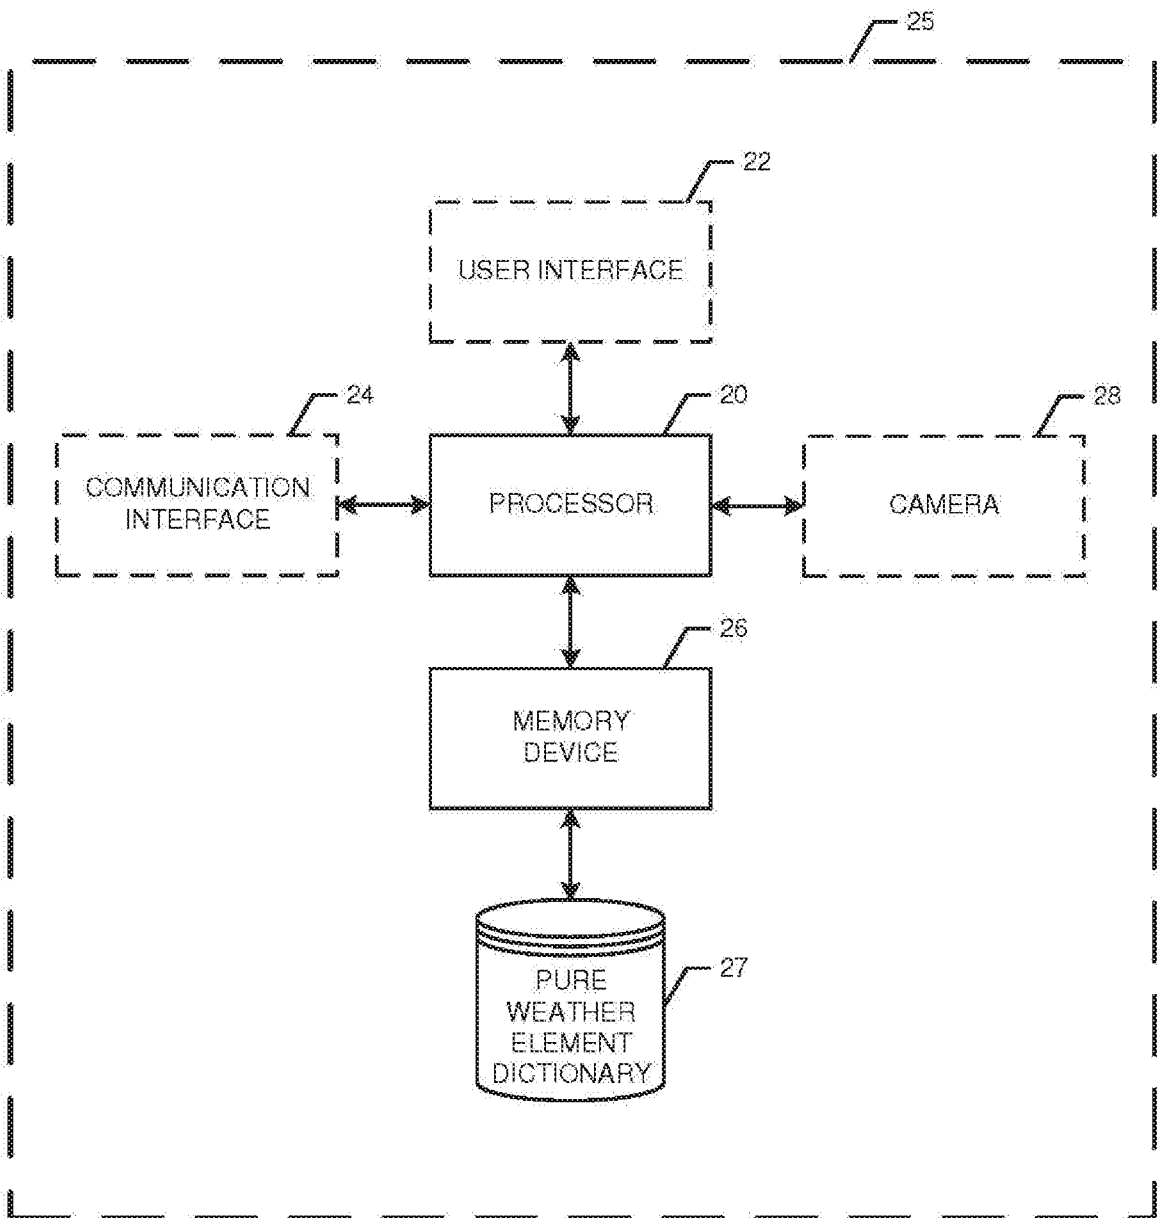 25
22
USER INTERFACE
24
20
28
COMMUNICATION
INTERFACE
PROCESSOR
CAMERA
26
MEMORY
DEVICE
27
PURE
WEATHER
ELEMENT
DICTIONARY